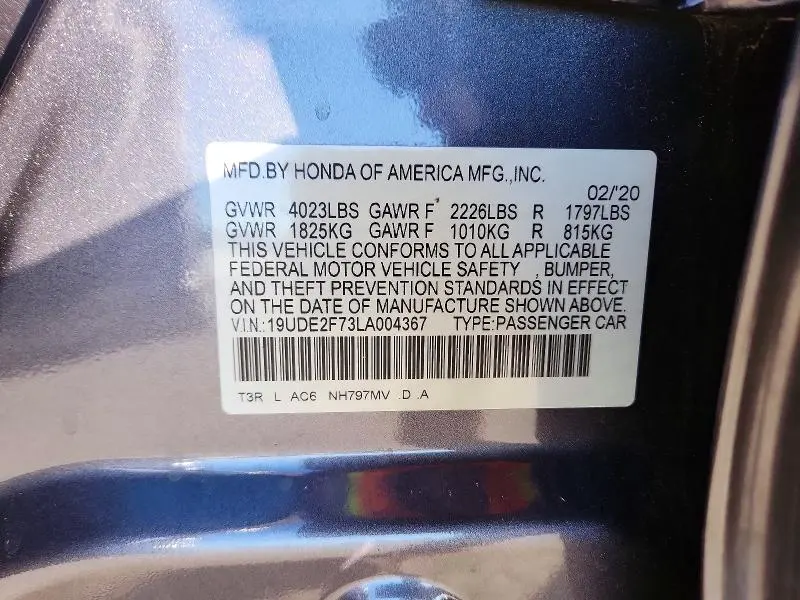 MFD.BY HONDA OF AMERICA MFG.,INC.
02/'20
GVWR 4023LBS GAWR F 2226LBS R 1797LBS
GVWR 1825KG GAWR F 1010KG R 815KG
THIS VEHICLE CONFORMS TO ALL APPLICABLE
FEDERAL MOTOR VEHICLE SAFETY , BUMPER,
AND THEFT PREVENTION STANDARDS IN EFFECT
ON THE DATE OF MANUFACTURE SHOWN ABOVE.
V.I.N.:19UDE2F73LA004367 TYPE:PASSENGER CAR
T3R L AC6 NH797MV .D .A